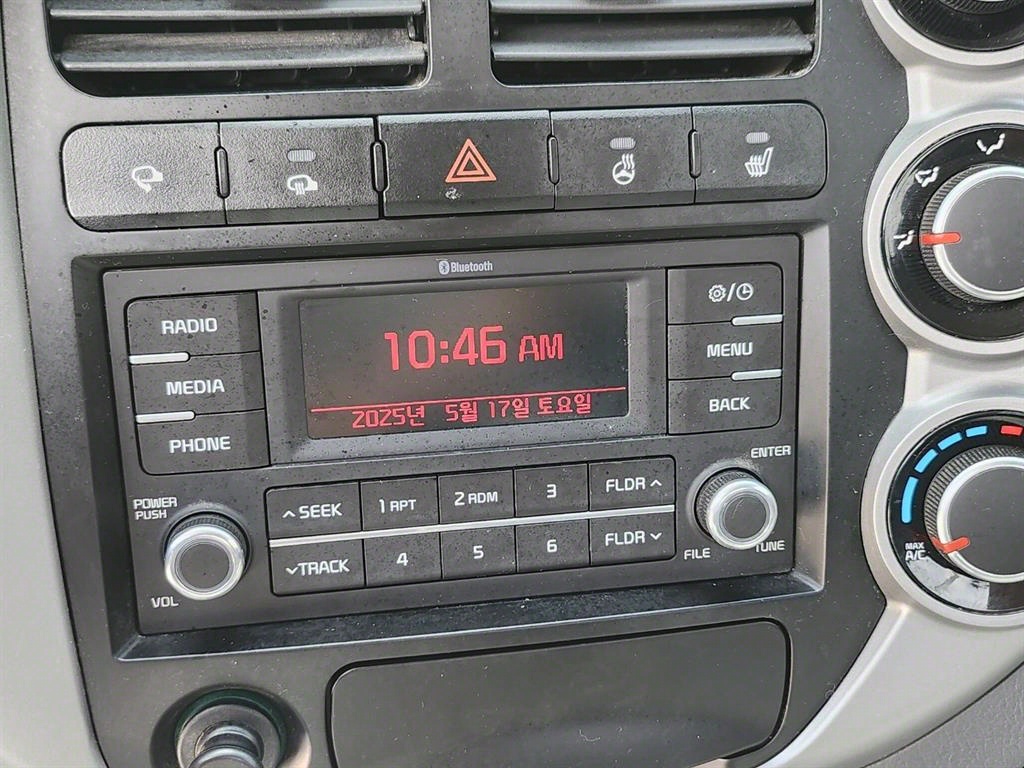 Bluetooth
RADIO
MEDIA
PHONE
10:46 AM
2025년 5월 17일 토요일
MENU
BACK
POWER
PUSH
VOL
SEEK
1 RPT
2 RDM
3
FLDR
TRACK
4
5
6
FLDR
ENTER
FILE
TUNE
MAX
A/C